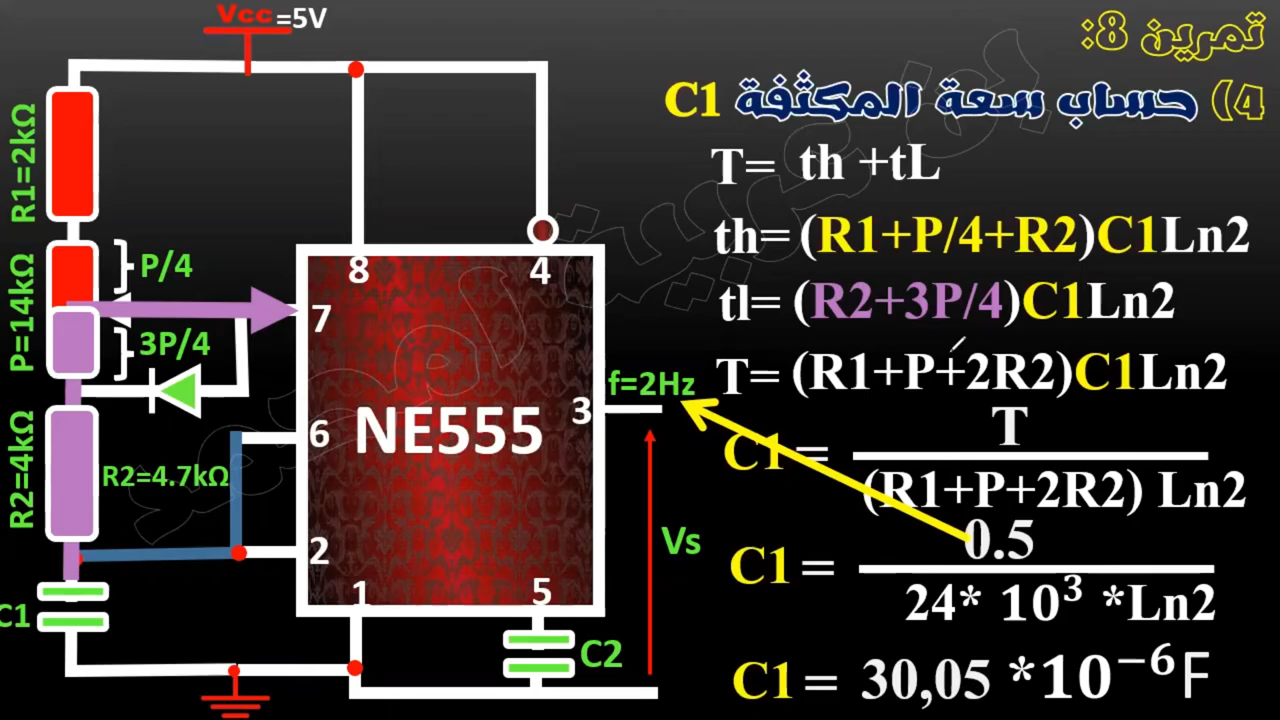 Vcc=5V
R1=2kΩ
P=14kΩ
P/4
3P/4
R2=4kΩ
R2=4.7kΩ
C1
8
4
7
6
3
2
1
5
NE555
f=2Hz
Vs
C2
تمرين 8:
4) حساب سعة المكثفة C1
T= th +tL
th= (R1+P/4+R2)C1Ln2
tl= (R2+3P/4)C1Ln2
T= (R1+P+2R2)C1Ln2
C1 = T
(R1+P+2R2) Ln2
C1 = 0.5
24* 10³ *Ln2
C1 = 30,05 *10⁻⁶F